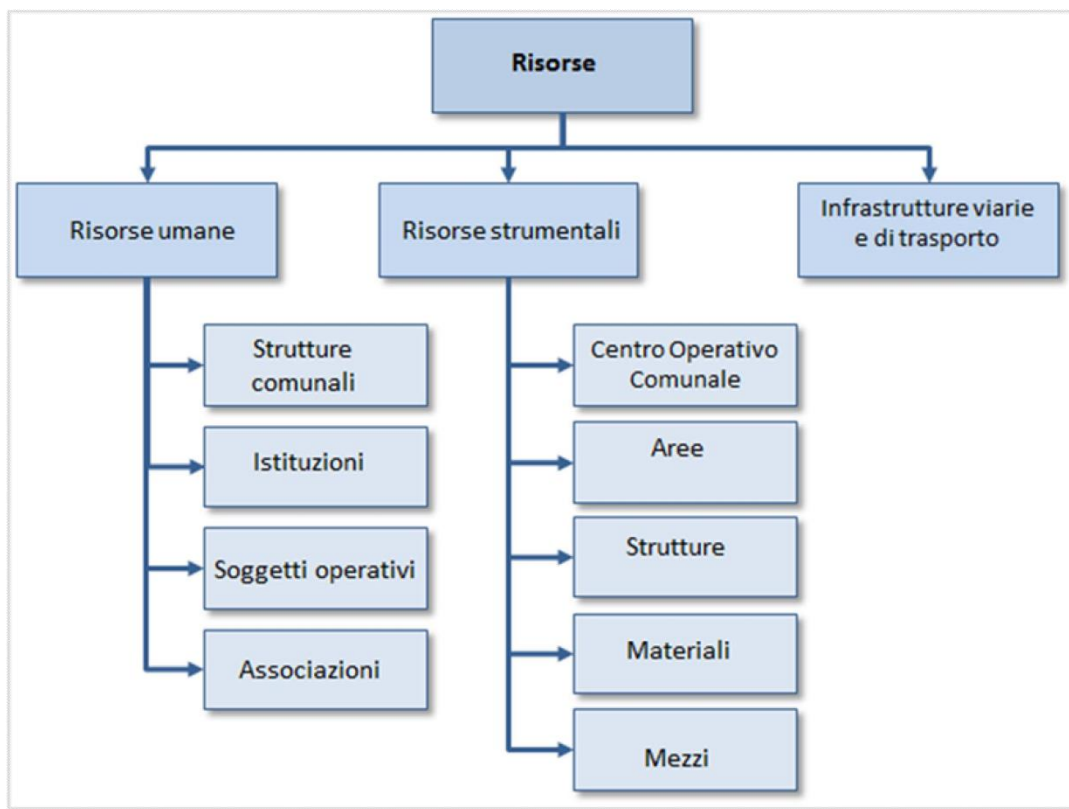 Risorse
Risorse umane
Risorse strumentali
Infrastrutture viarie
e di trasporto
Strutture
comunali
Istituzioni
Soggetti operativi
Associazioni
Centro Operativo
Comunale
Aree
Strutture
Materiali
Mezzi